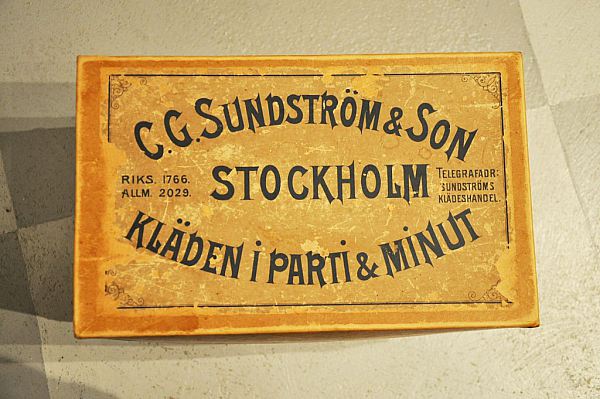 C.G. SUNDSTRÖM & SON
RIKS. 1766.
ALLM. 2029.
STOCKHOLM
TELEGRAFADR:
SUNDSTRÖMS
KLÄDESHANDEL.
KLÄDEN I PARTI & MINUT